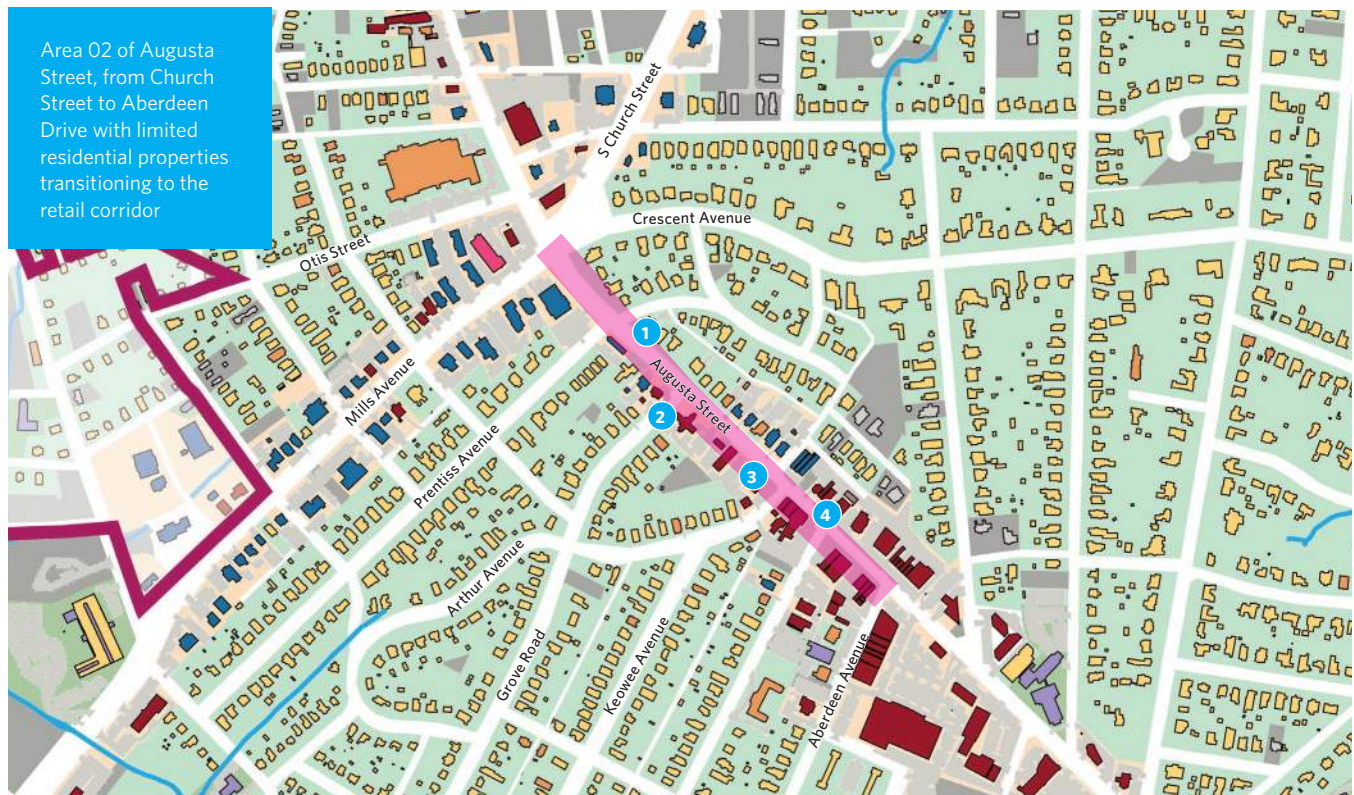 Area 02 of Augusta
Street, from Church
Street to Aberdeen
Drive with limited
residential properties
transitioning to the
retail corridor
S Church Street
Crescent Avenue
Otis Street
1
Augusta Street
Mills Avenue
2
Prentiss Avenue
3
4
Arthur Avenue
Grove Road
Keowee Avenue
Aberdeen Avenue